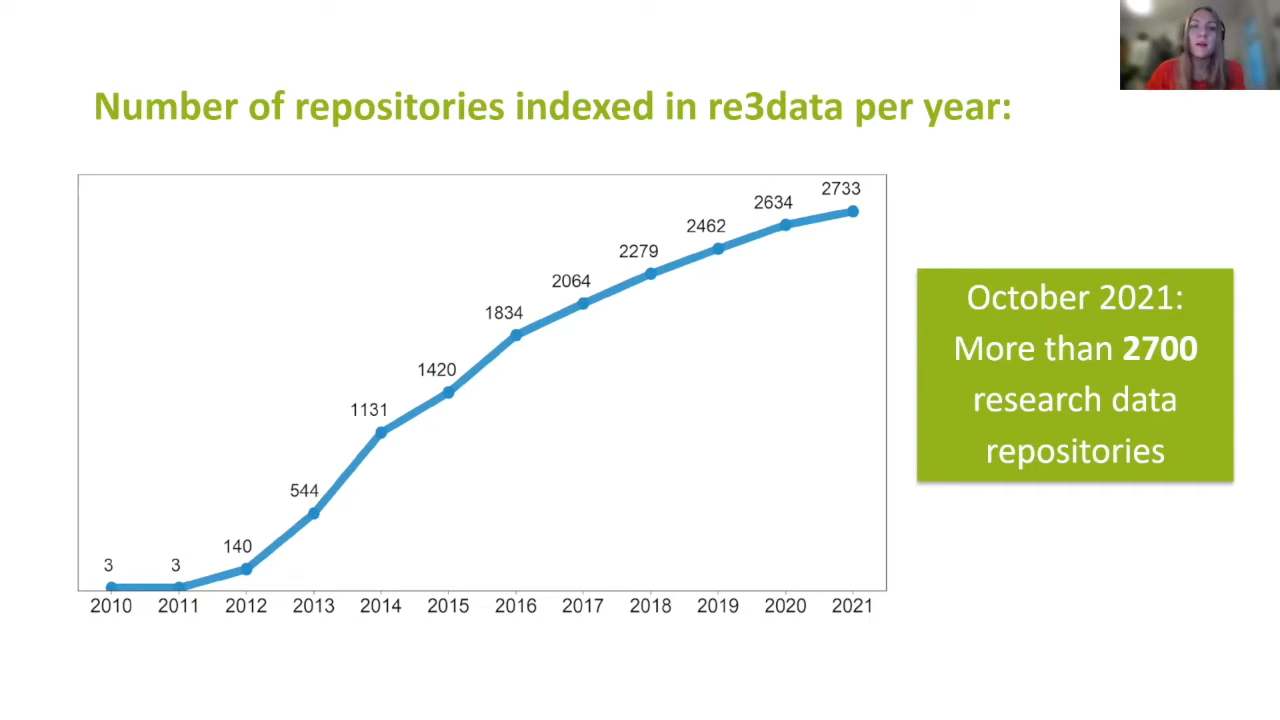 Number of repositories indexed in re3data per year:
2733
2634
2462
2279
2064
1834
1420
1131
544
140
3 3
2010 2011 2012 2013 2014 2015 2016 2017 2018 2019 2020 2021
October 2021:
More than 2700
research data
repositories